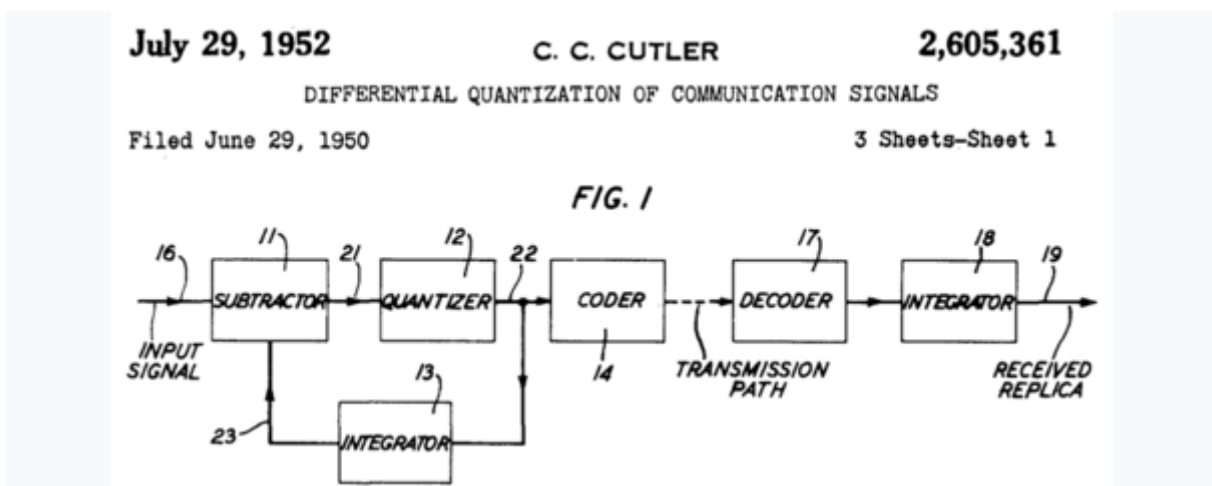 July 29, 1952 C. C. CUTLER 2,605,361
DIFFERENTIAL QUANTIZATION OF COMMUNICATION SIGNALS
Filed June 29, 1950 3 Sheets-Sheet 1
FIG. 1
16 11 21 12 22 17 18 19
SUBTRACTOR QUANTIZER CODER DECODER INTEGRATOR
INPUT
SIGNAL
14
TRANSMISSION
PATH
RECEIVED
REPLICA
13
23
INTEGRATOR